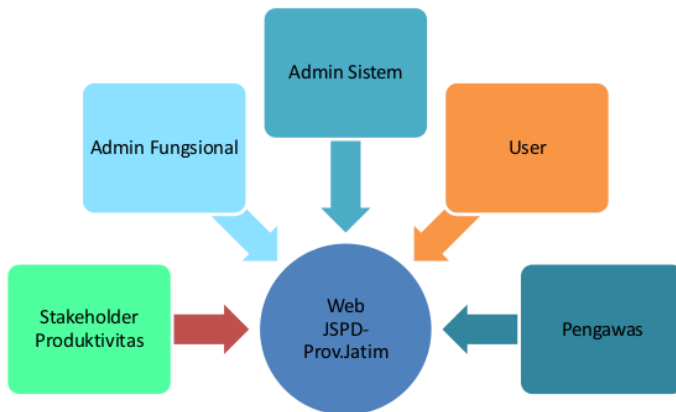 Admin Sistem
Admin Fungsional
User
Stakeholder
Produktivitas
Web
JSPD-
Prov.Jatim
Pengawas